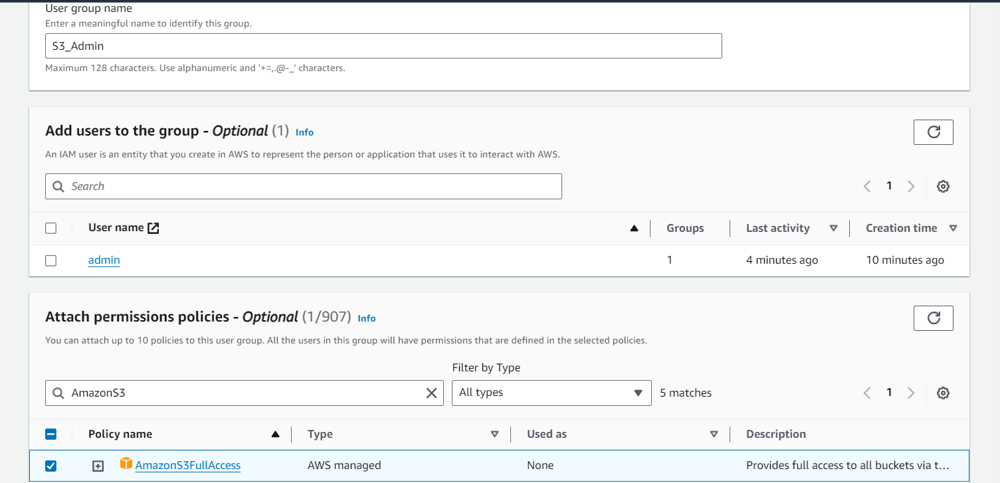 User group name
Enter a meaningful name to identify this group.
S3_Admin
Maximum 128 characters. Use alphanumeric and '+=,.@-_' characters.
Add users to the group - Optional (1) Info
An IAM user is an entity that you create in AWS to represent the person or application that uses it to interact with AWS.
Search
1
User name Groups Last activity Creation time
admin 1 4 minutes ago 10 minutes ago
Attach permissions policies - Optional (1/907) Info
You can attach up to 10 policies to this user group. All the users in this group will have permissions that are defined in the selected policies.
Filter by Type
AmazonS3 All types 5 matches 1
Policy name Type Used as Description
AmazonS3FullAccess AWS managed None Provides full access to all buckets via t...